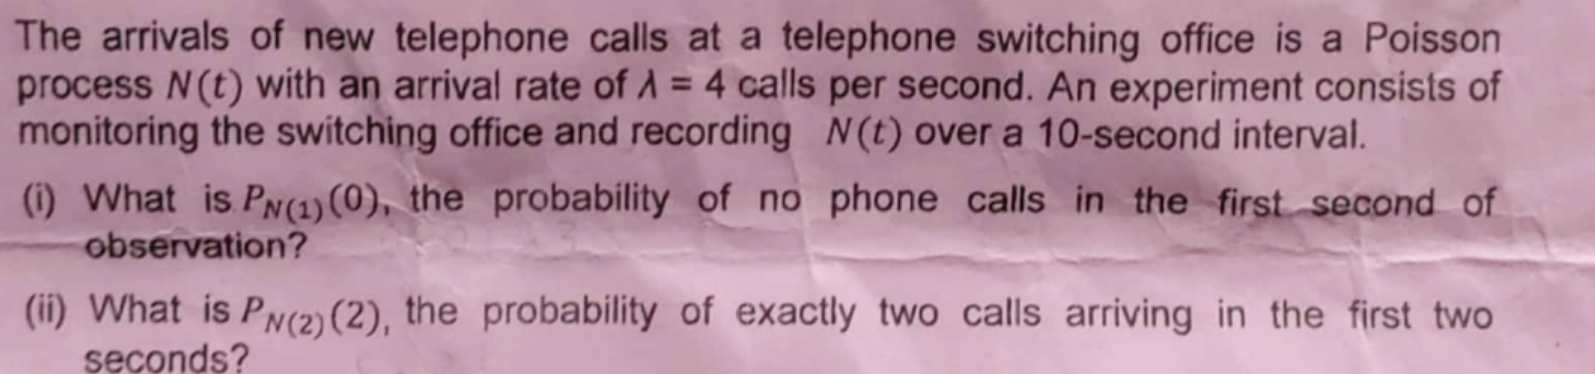 The arrivals of new telephone calls at a telephone switching office is a Poisson
process N(t) with an arrival rate of λ = 4 calls per second. An experiment consists of
monitoring the switching office and recording N(t) over a 10-second interval.
(i) What is P_{N(1)}(0), the probability of no phone calls in the first second of
observation?
(ii) What is P_{N(2)}(2), the probability of exactly two calls arriving in the first two
seconds?